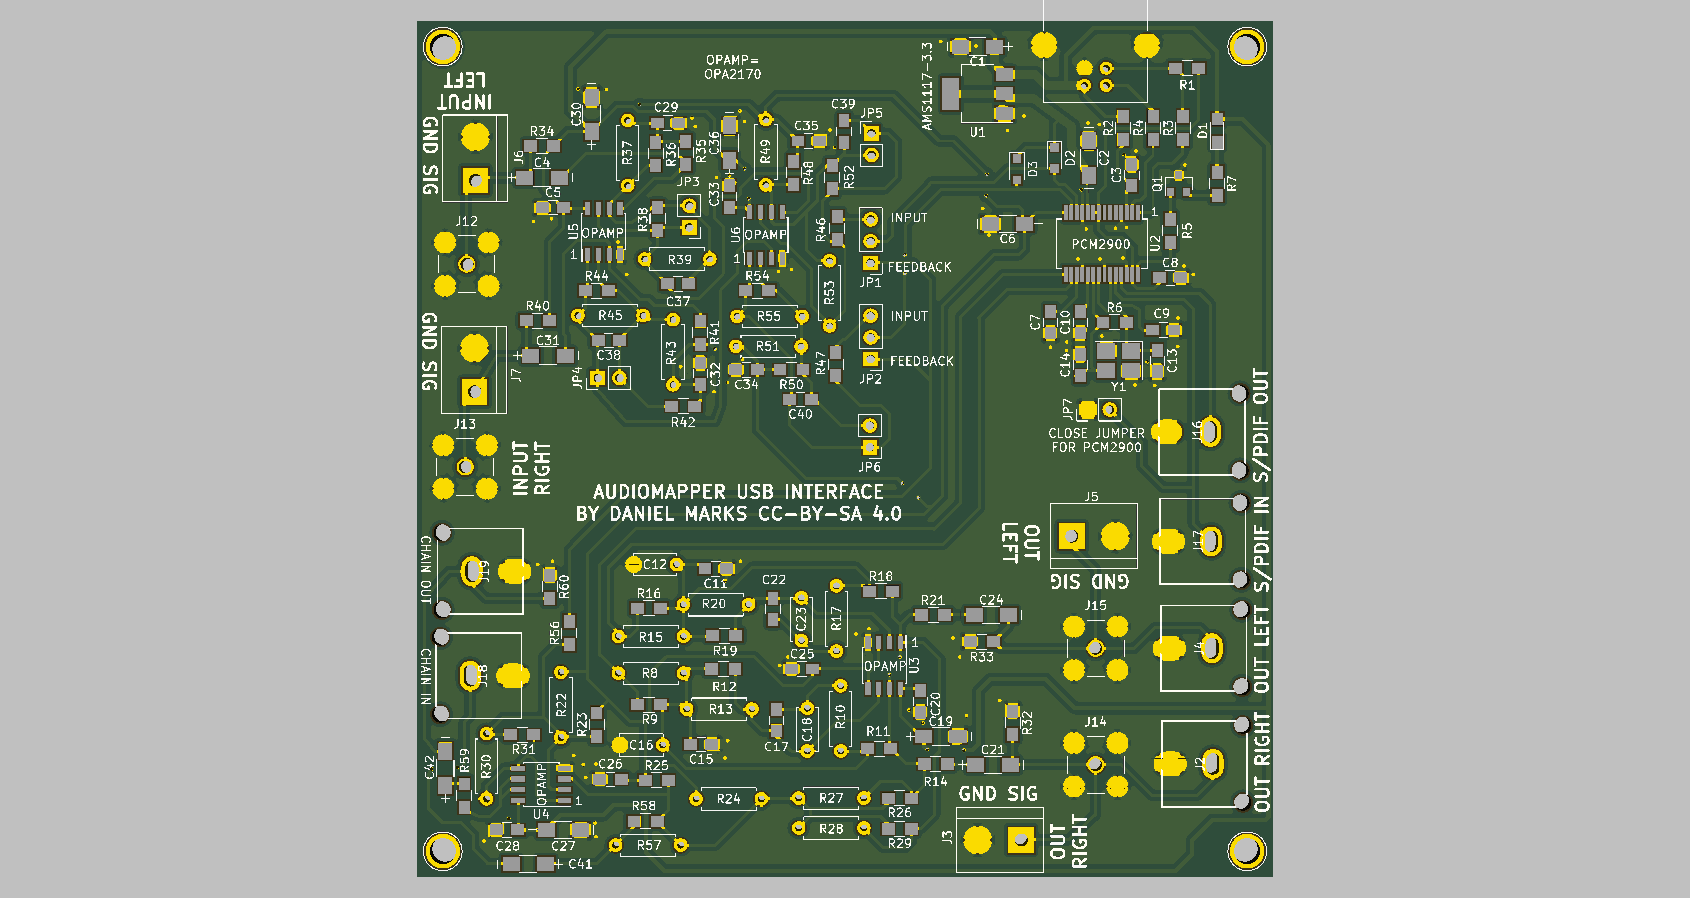 OPAMP=
OPA2170
AMS1117-3.3
C1
U1
R1
INPUT
LEFT
GND SIG
J6
R34
C4
C5
C30
C29
R37
R36
R35
C36
R49
C35
C39
R48
R52
JP5
R2
R4
R3
D1
D2
C2
D3
C3
Q1
R7
JP3
C33
J12
U5
OPAMP
1
R38
U6
OPAMP
1
R46
INPUT
FEEDBACK
JP1
C6
PCM2900
1
U2
R5
C8
R39
R44
C37
R54
R53
GND SIG
J7
R40
C31
R45
C38
R43
R41
R55
R51
R47
INPUT
FEEDBACK
JP2
C7
C10
R6
C9
C14
C13
Y1
JP4
C32
C34
R50
C40
R42
J13
INPUT
RIGHT
JP6
JP7
CLOSE JUMPER
FOR PCM2900
J16
S/PDIF OUT
AUDIOMAPPER USB INTERFACE
BY DANIEL MARKS CC-BY-SA 4.0
J5
OUT
LEFT
GND SIG
J17
S/PDIF IN
CHAIN OUT
J19
R60
C12
C11
R16
R20
C22
C23
R17
R18
R21
C24
R56
R15
R19
C25
OPAMP
1
U3
R33
J15
J4
OUT LEFT
CHAIN IN
J18
R8
R12
R22
R9
R13
R23
C16
C15
C17
C18
R10
R11
C20
C19
R32
J14
J2
OUT RIGHT
C42
R59
R30
R31
OPAMP
1
U4
C26
R25
R14
C21
R24
R27
R26
R28
R29
R58
R57
C28
C27
C41
GND SIG
J3
OUT
RIGHT